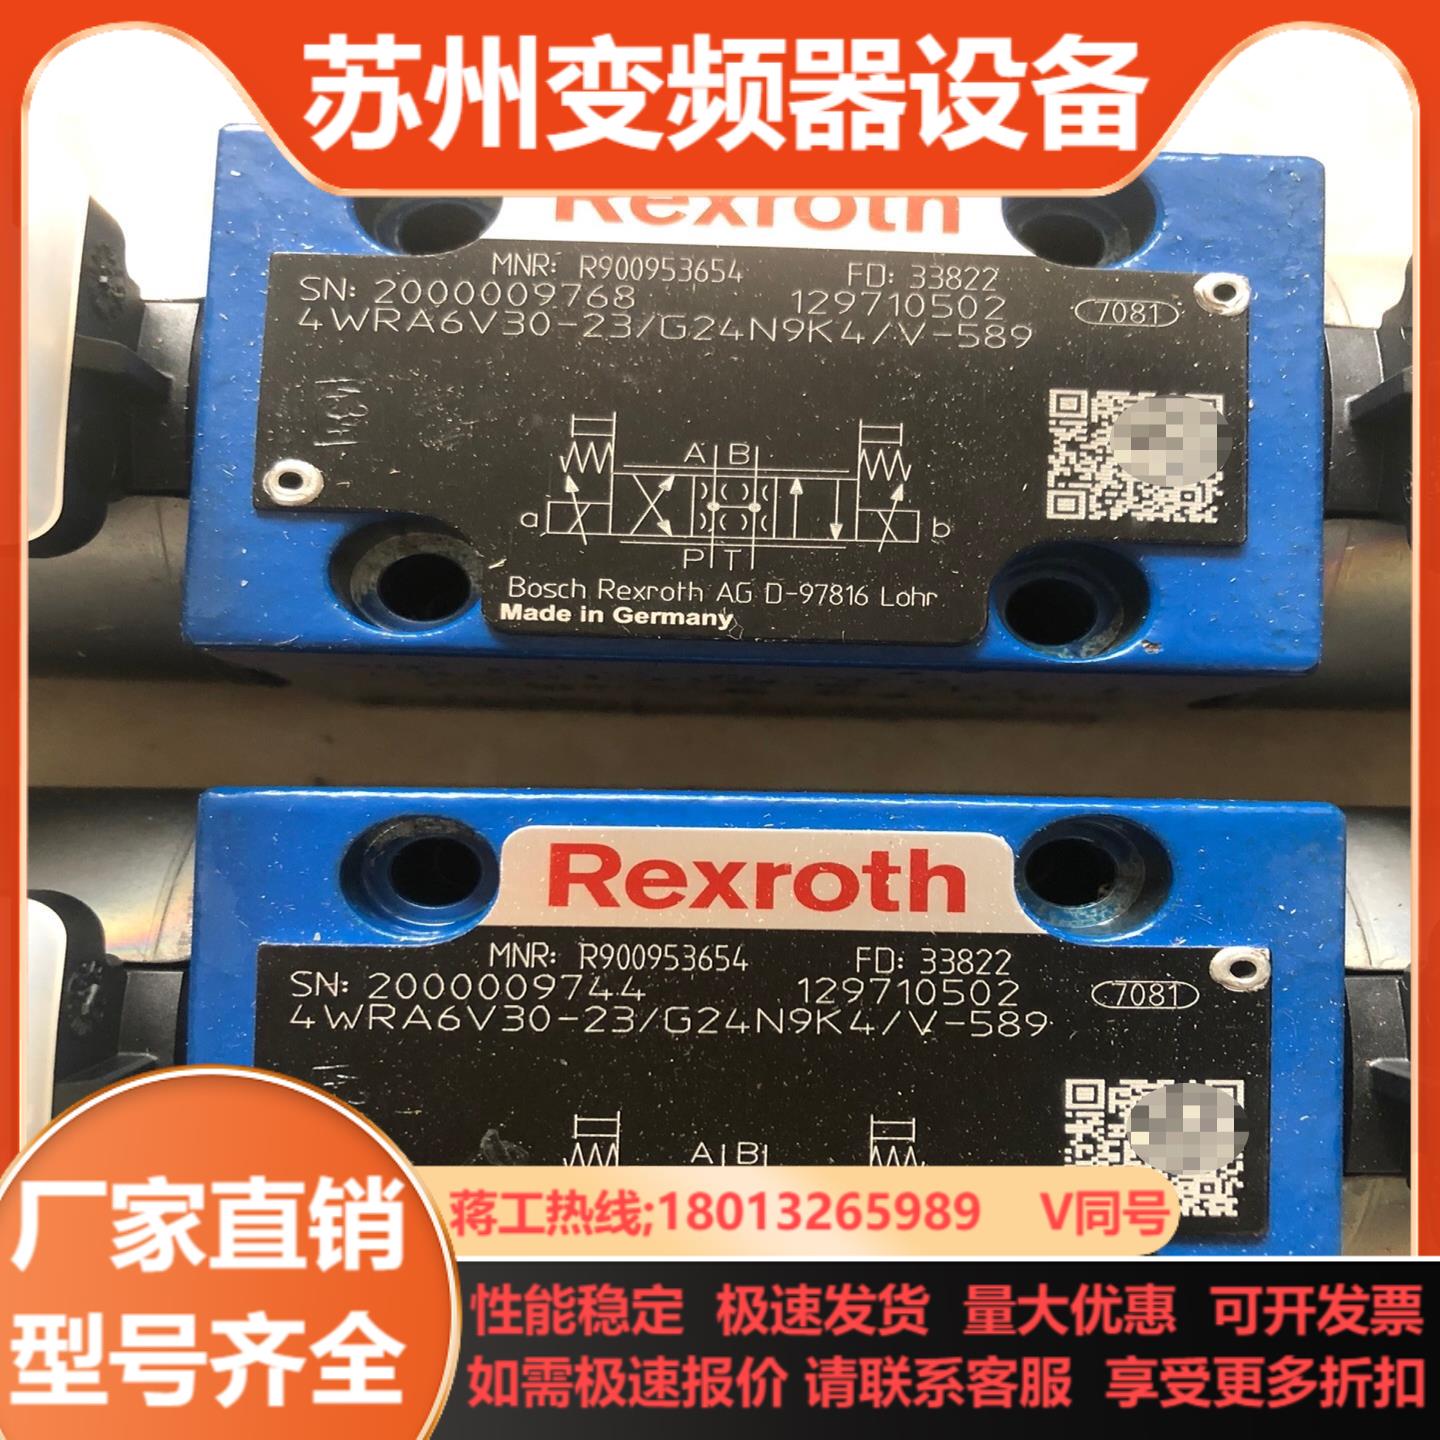 苏州变频器设备
Rexroth
MNR: R900953654 FD: 33822
SN: 2000009768 129710502 7081
4WRA6V30-23/G24N9K4/V-589
A B
a b
P T
Bosch Rexroth AG D-97816 Lohr
Made in Germany
Rexroth
MNR: R900953654 FD: 33822
SN: 2000009744 129710502 7081
4WRA6V30-23/G24N9K4/V-589
A B
蒋工热线;18013265989 V同号
厂家直销
型号齐全
性能稳定 极速发货 量大优惠 可开发票
如需极速报价 请联系客服 享受更多折扣